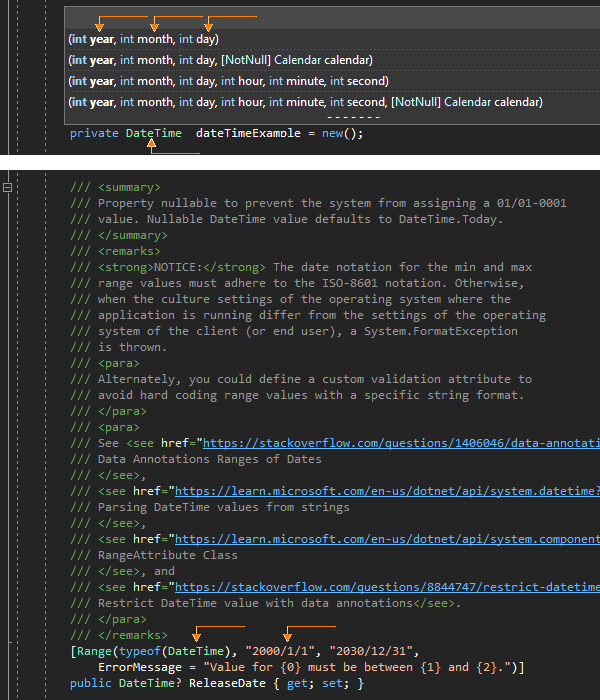 (int year, int month, int day)
(int year, int month, int day, [NotNull] Calendar calendar)
(int year, int month, int day, int hour, int minute, int second)
(int year, int month, int day, int hour, int minute, int second, [NotNull] Calendar calendar)
-------
private DateTime  dateTimeExample = new();
/// <summary>
/// Property nullable to prevent the system from assigning a 01/01-0001
/// value. Nullable DateTime value defaults to DateTime.Today.
/// </summary>
/// <remarks>
/// <strong>NOTICE:</strong> The date notation for the min and max
/// range values must adhere to the ISO-8601 notation. Otherwise,
/// when the culture settings of the operating system where the
/// application is running differ from the settings of the operating
/// system of the client (or end user), a System.FormatException
/// is thrown.
/// <para>
/// Alternately, you could define a custom validation attribute to
/// avoid hard coding range values with a specific string format.
/// </para>
/// <para>
/// See <see href="https://stackoverflow.com/questions/1406046/data-annotati
/// Data Annotations Ranges of Dates
/// </see>,
/// <see href="https://learn.microsoft.com/en-us/dotnet/api/system.datetime?
/// Parsing DateTime values from strings
/// </see>,
/// <see href="https://learn.microsoft.com/en-us/dotnet/api/system.component
/// RangeAttribute Class
/// </see>, and
/// <see href="https://stackoverflow.com/questions/8844747/restrict-datetime
/// Restrict DateTime value with data annotations</see>.
/// </para>
/// </remarks>
[Range(typeof(DateTime), "2000/1/1", "2030/12/31",
ErrorMessage = "Value for {0} must be between {1} and {2}.")]
public DateTime? ReleaseDate { get; set; }